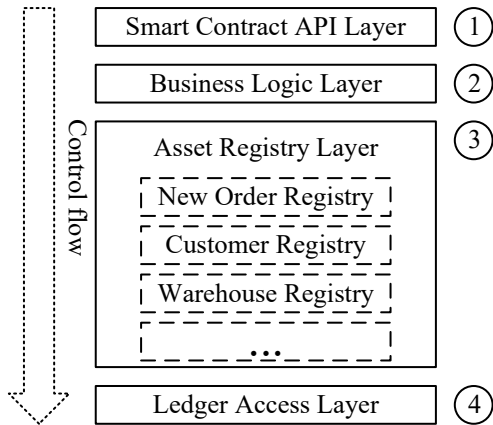 Smart Contract API Layer 1
Business Logic Layer 2
Asset Registry Layer 3
New Order Registry
Customer Registry
Warehouse Registry
...
Ledger Access Layer 4
Control flow